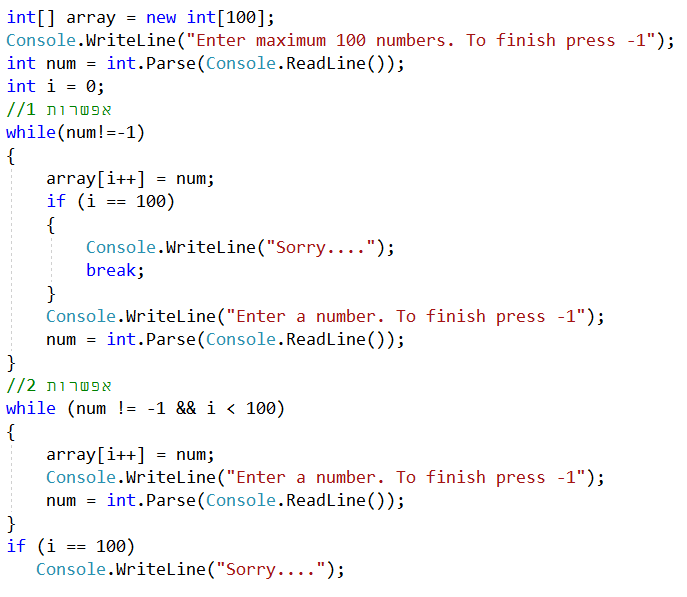 int[] array = new int[100];
Console.WriteLine("Enter maximum 100 numbers. To finish press -1");
int num = int.Parse(Console.ReadLine());
int i = 0;
//1 אפשרות
while(num!=-1)
{
    array[i++] = num;
    if (i == 100)
    {
        Console.WriteLine("Sorry....");
        break;
    }
    Console.WriteLine("Enter a number. To finish press -1");
    num = int.Parse(Console.ReadLine());
}
//2 אפשרות
while (num != -1 && i < 100)
{
    array[i++] = num;
    Console.WriteLine("Enter a number. To finish press -1");
    num = int.Parse(Console.ReadLine());
}
if (i == 100)
   Console.WriteLine("Sorry....");